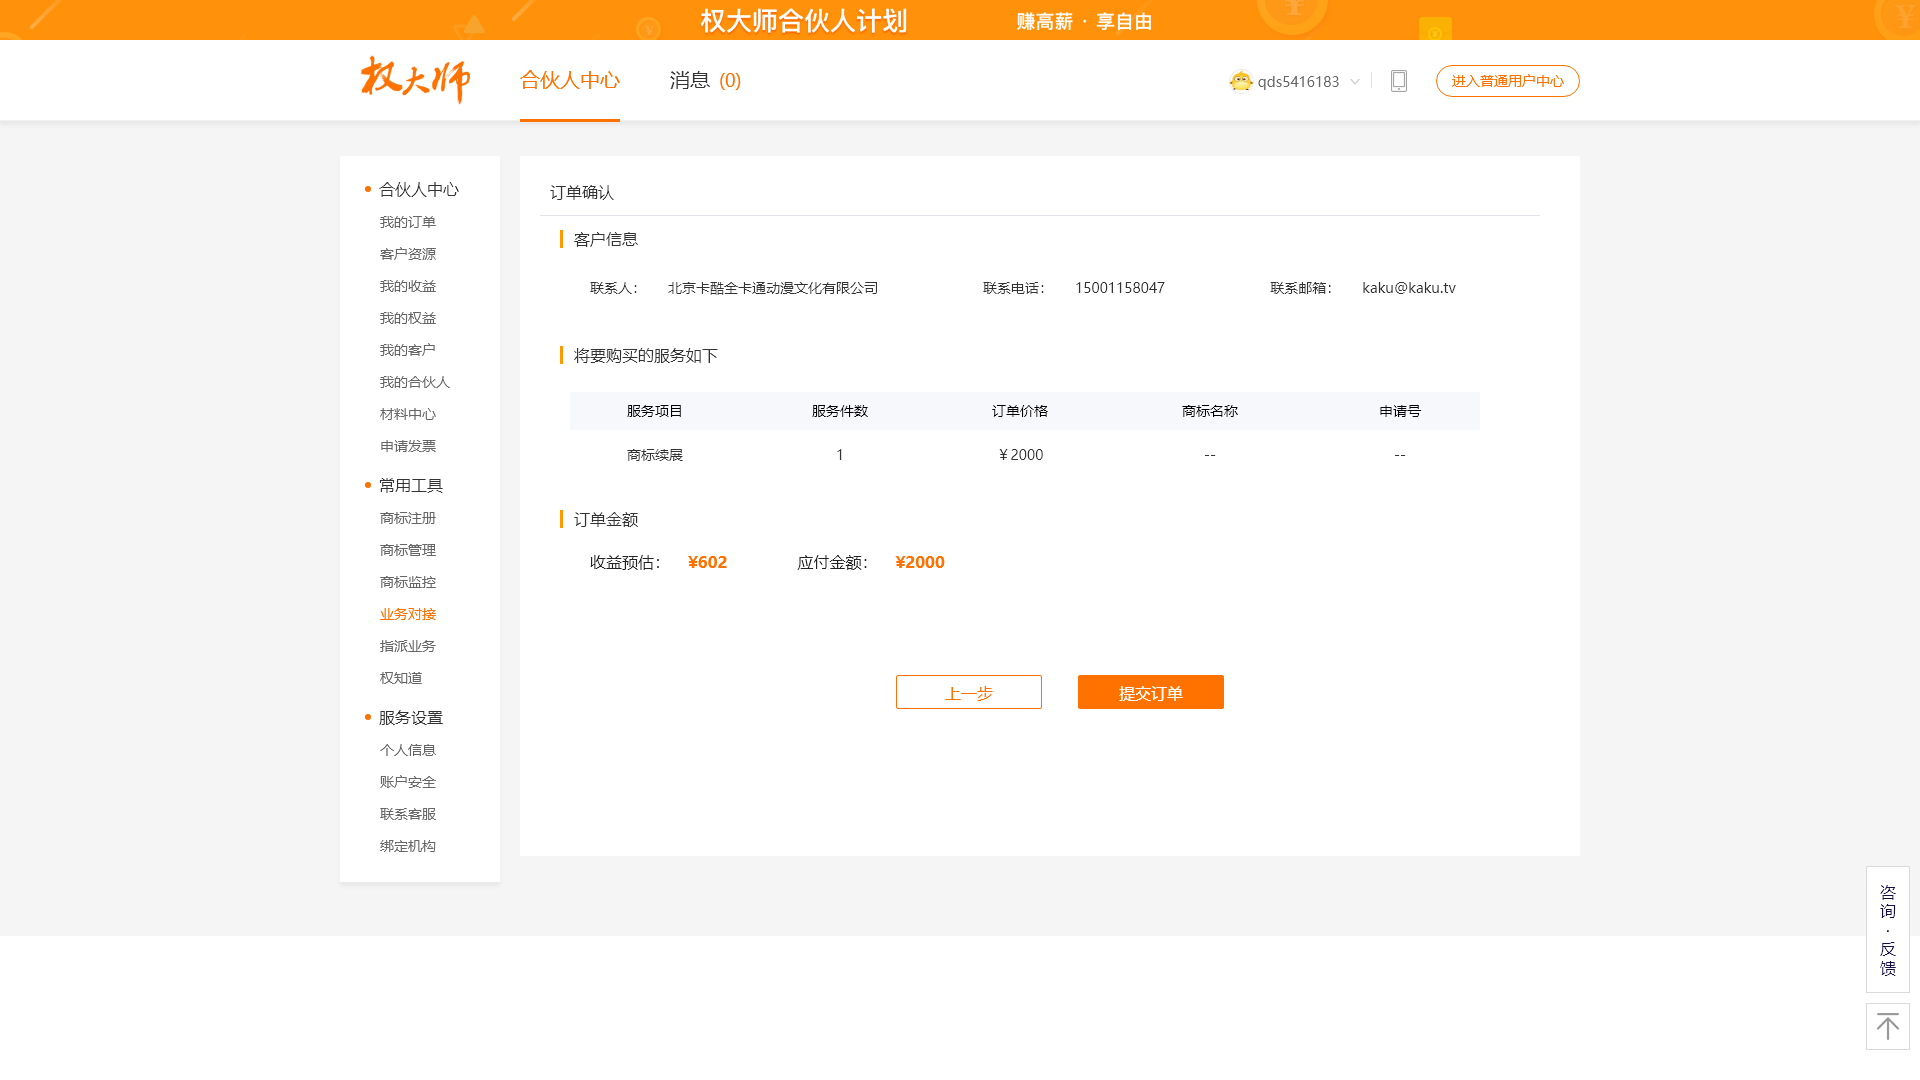 权大师合伙人计划 赚高薪 · 享自由
权大师 合伙人中心 消息 (0) qds5416183 进入普通用户中心
合伙人中心
我的订单
客户资源
我的收益
我的权益
我的客户
我的合伙人
材料中心
申请发票
常用工具
商标注册
商标管理
商标监控
业务对接
指派业务
权知道
服务设置
个人信息
账户安全
联系客服
绑定机构
订单确认
客户信息
联系人： 北京卡酷全卡通动漫文化有限公司 联系电话： 15001158047 联系邮箱： kaku@kaku.tv
将要购买的服务如下
服务项目 服务件数 订单价格 商标名称 申请号
商标续展 1 ¥2000 -- --
订单金额
收益预估： ¥602 应付金额： ¥2000
上一步 提交订单
咨询·反馈